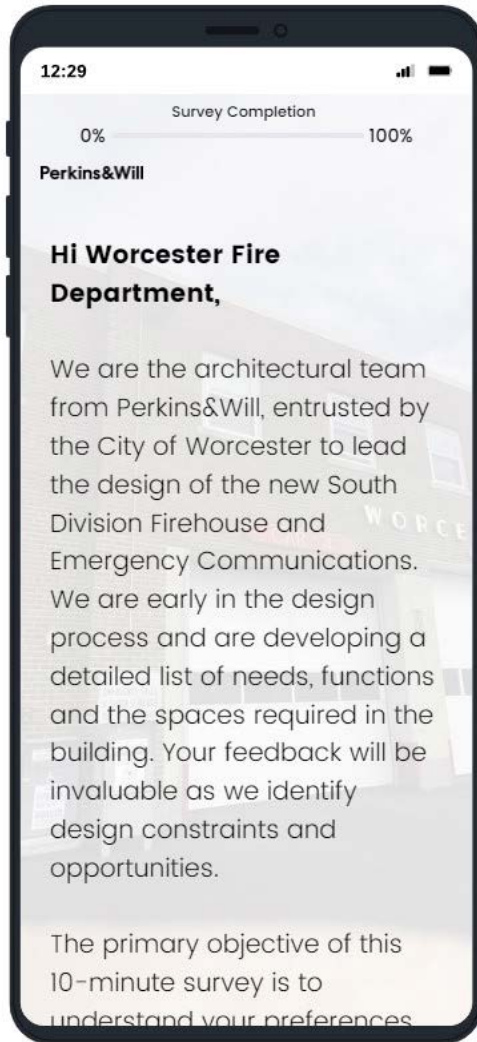 12:29
Survey Completion
0% 100%
Perkins&Will
Hi Worcester Fire
Department,
We are the architectural team
from Perkins&Will, entrusted by
the City of Worcester to lead
the design of the new South
Division Firehouse and
Emergency Communications.
We are early in the design
process and are developing a
detailed list of needs, functions
and the spaces required in the
building. Your feedback will be
invaluable as we identify
design constraints and
opportunities.
The primary objective of this
10-minute survey is to
understand your preferences
WORCE